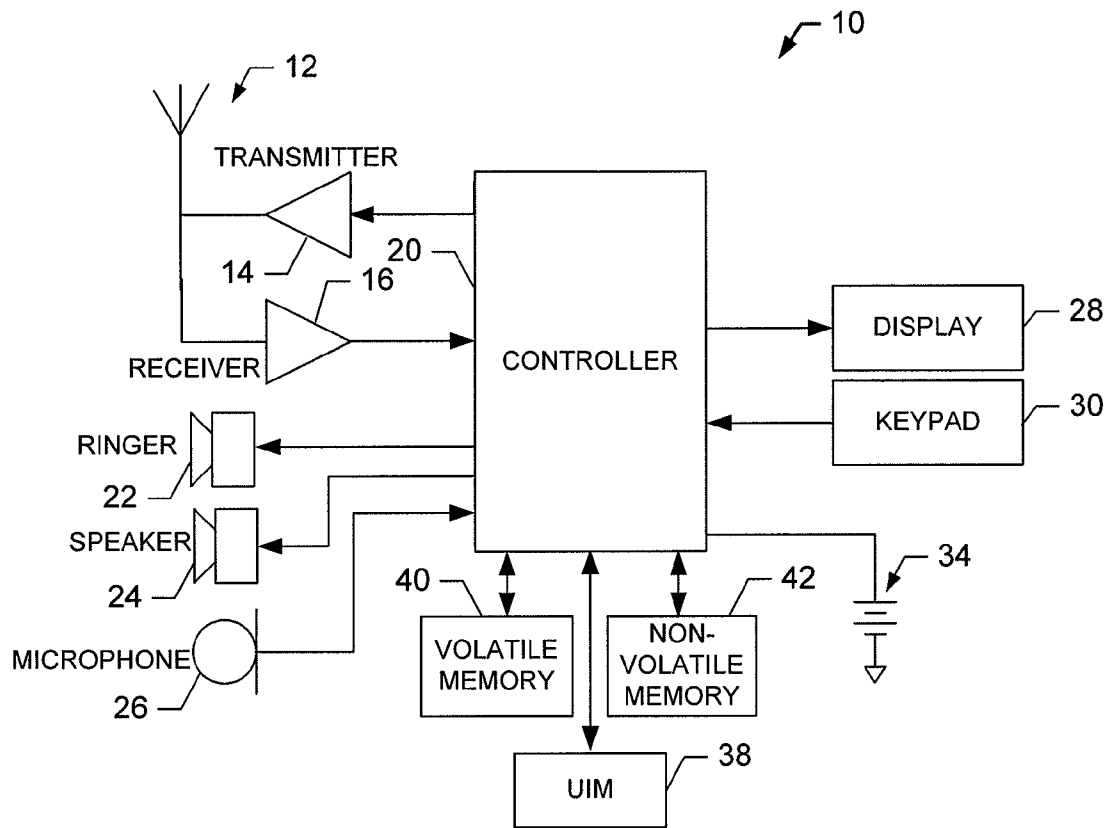 10
12
TRANSMITTER
14
20
16
RECEIVER
CONTROLLER
DISPLAY
28
KEYPAD
30
RINGER
22
SPEAKER
24
MICROPHONE
26
40
VOLATILE
MEMORY
42
NON-
VOLATILE
MEMORY
34
UIM
38